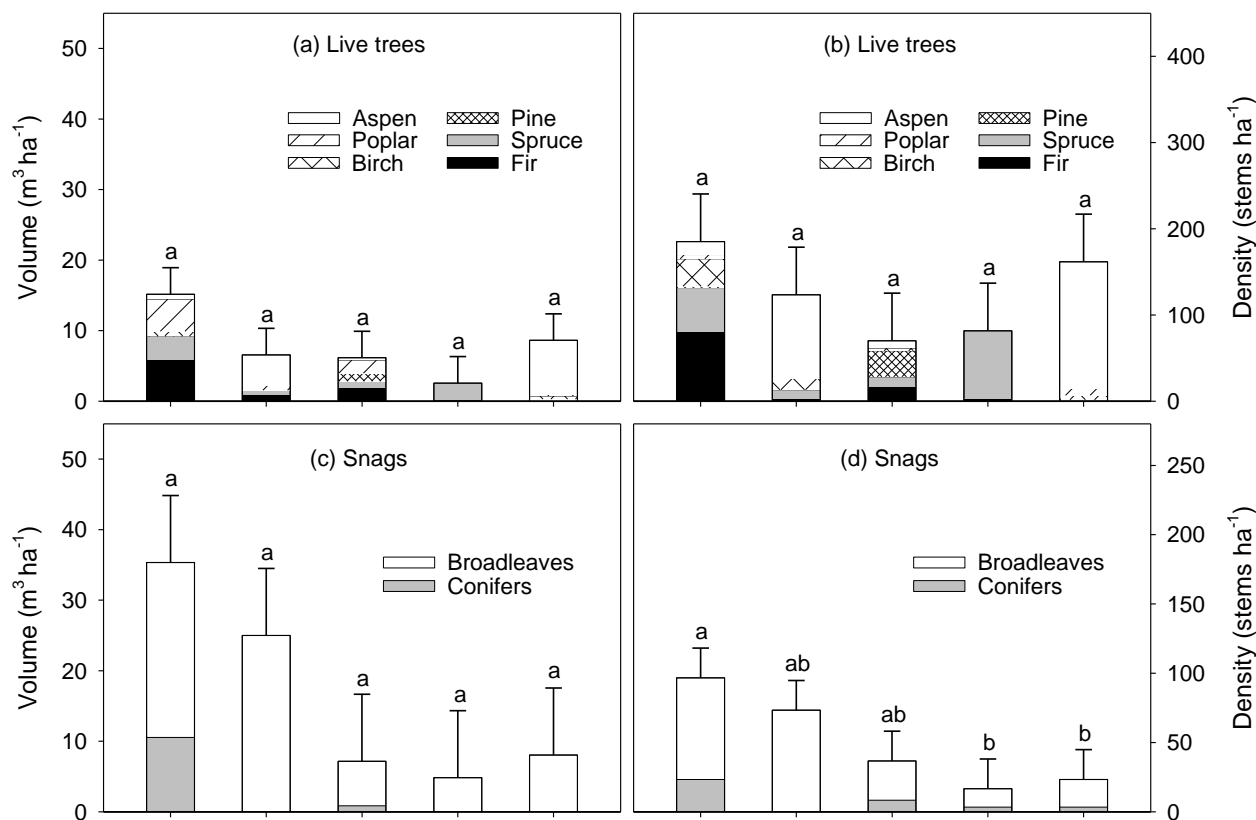 (a) Live trees
Volume (m³ ha⁻¹)
50
40
30
20
10
0
Aspen
Poplar
Birch
Pine
Spruce
Fir
a
a
a
a
a
(b) Live trees
Density (stems ha⁻¹)
400
300
200
100
0
Aspen
Poplar
Birch
Pine
Spruce
Fir
a
a
a
a
a
(c) Snags
Volume (m³ ha⁻¹)
50
40
30
20
10
0
Broadleaves
Conifers
a
a
a
a
a
(d) Snags
Density (stems ha⁻¹)
250
200
150
100
50
0
Broadleaves
Conifers
a
ab
ab
b
b